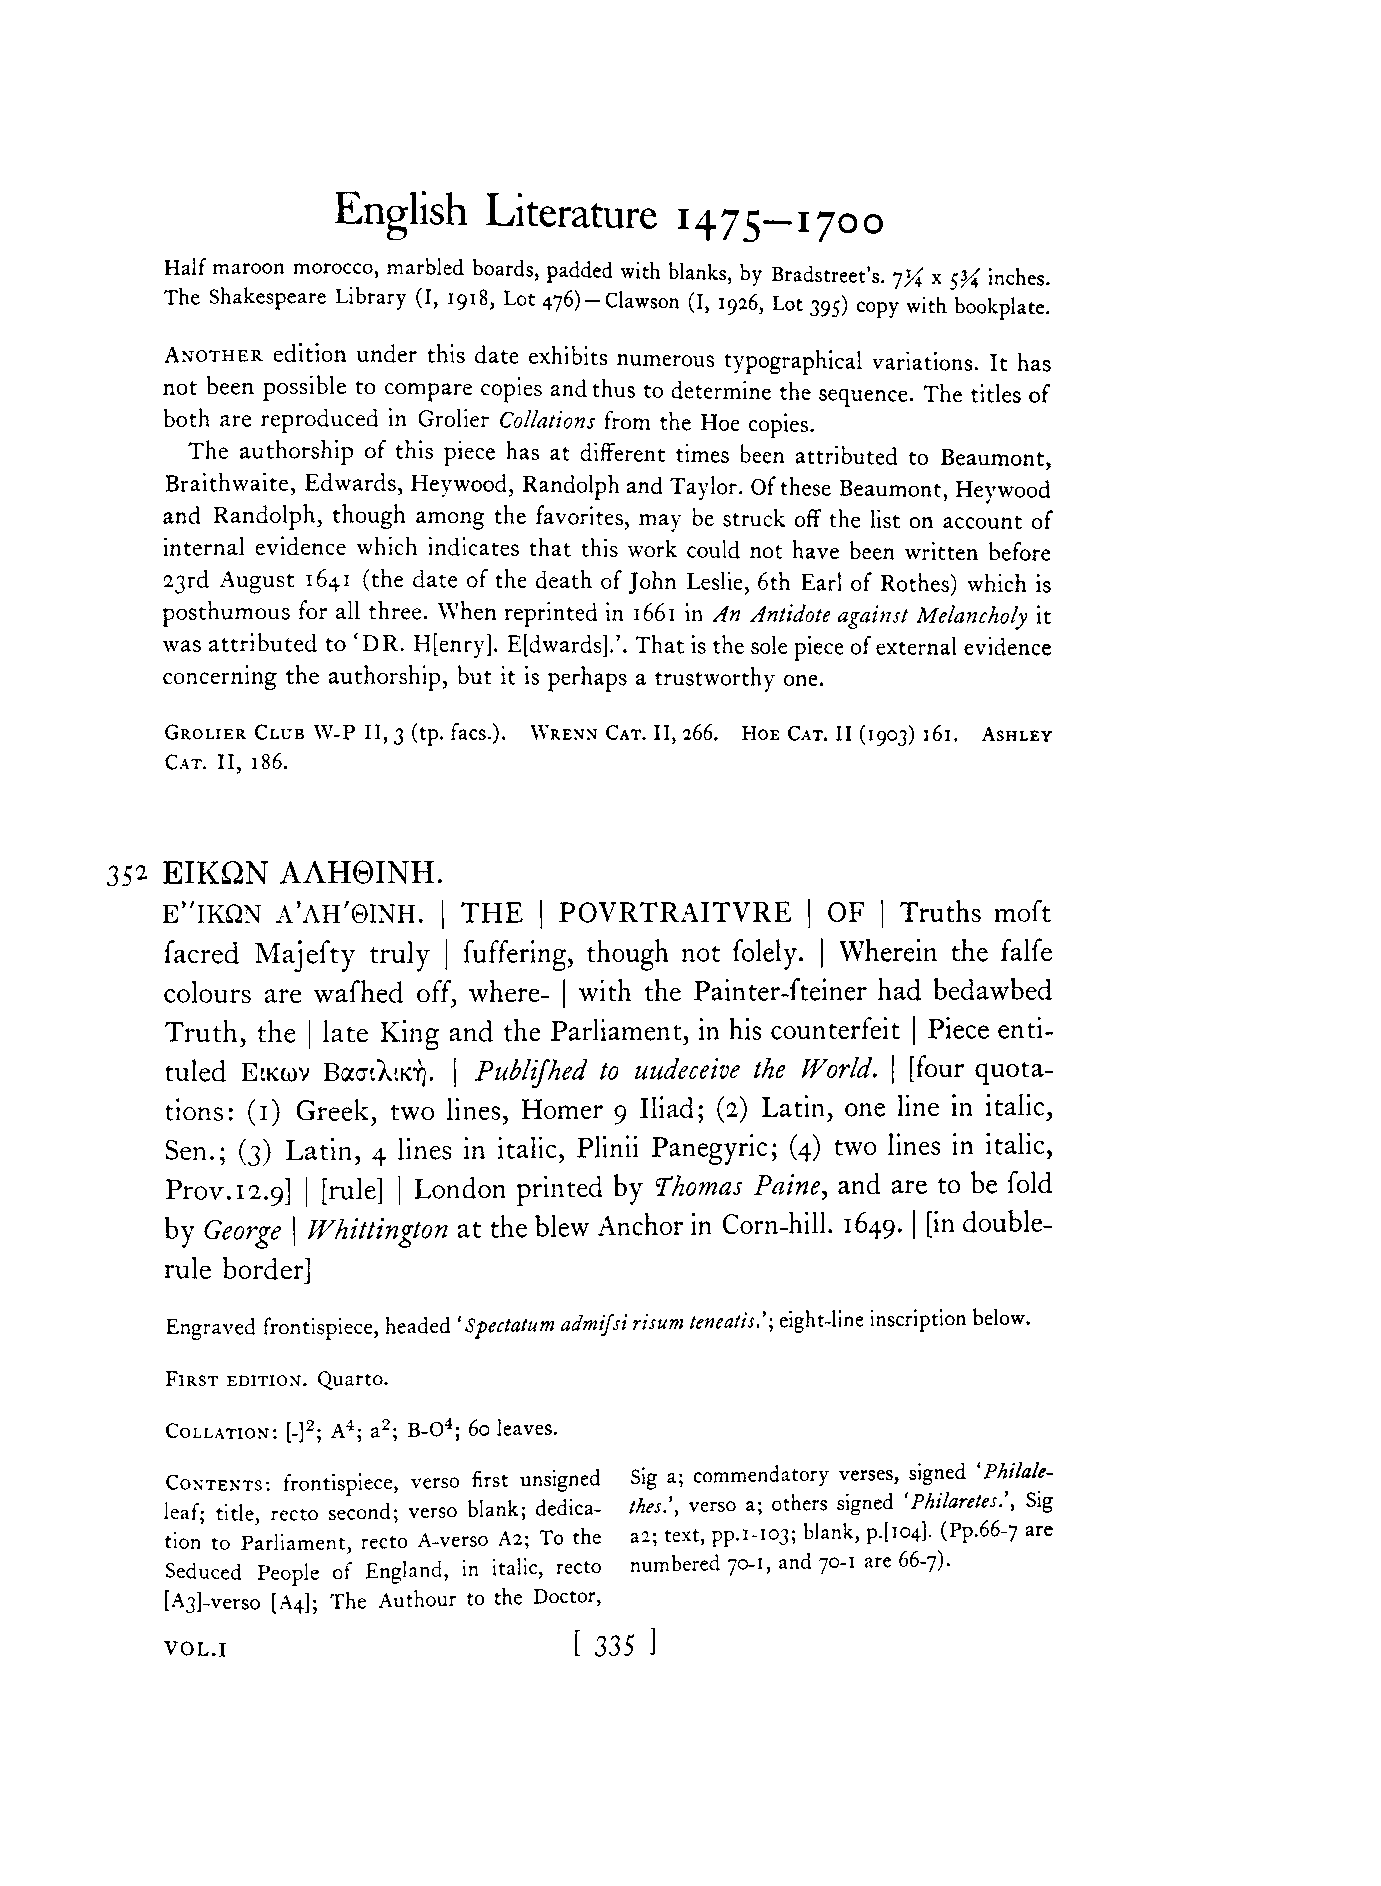 English Literature 1475–1700
Half maroon morocco, marbled boards, padded with blanks, by Bradstreet's. 7¼ x 5¾ inches.
The Shakespeare Library (I, 1918, Lot 476)—Clawson (I, 1926, Lot 395) copy with bookplate.
ANOTHER edition under this date exhibits numerous typographical variations. It has
not been possible to compare copies and thus to determine the sequence. The titles of
both are reproduced in Grolier Collations from the Hoe copies.
The authorship of this piece has at different times been attributed to Beaumont,
Braithwaite, Edwards, Heywood, Randolph and Taylor. Of these Beaumont, Heywood
and Randolph, though among the favorites, may be struck off the list on account of
internal evidence which indicates that this work could not have been written before
23rd August 1641 (the date of the death of John Leslie, 6th Earl of Rothes) which is
posthumous for all three. When reprinted in 1661 in An Antidote against Melancholy it
was attributed to 'DR. H[enry]. E[dwards].'. That is the sole piece of external evidence
concerning the authorship, but it is perhaps a trustworthy one.
GROLIER CLUB W-P II, 3 (tp. facs.). WRENN CAT. II, 266. HOE CAT. II (1903) 161. ASHLEY
CAT. II, 186.
352 ΕΙΚΩΝ ΑΛΗΘΙΝΗ.
Ε''ΙΚΩΝ Α'ΛΗ'ΘΙΝΗ. | THE | POVRTRAITVRE | OF | Truths moſt
ſacred Majeſty truly | ſuffering, though not ſolely. | Wherein the falſe
colours are waſhed off, where- | with the Painter-ſteiner had bedawbed
Truth, the | late King and the Parliament, in his counterfeit | Piece enti-
tuled Εικων Βασιλικὴ. | Publiſhed to uudeceive the World. | [four quota-
tions: (1) Greek, two lines, Homer 9 Iliad; (2) Latin, one line in italic,
Sen.; (3) Latin, 4 lines in italic, Plinii Panegyric; (4) two lines in italic,
Prov.12.9] | [rule] | London printed by Thomas Paine, and are to be ſold
by George | Whittington at the blew Anchor in Corn-hill. 1649. | [in double-
rule border]
Engraved frontispiece, headed 'Spectatum admiſsi risum teneatis.'; eight-line inscription below.
FIRST EDITION. Quarto.
COLLATION: [-]²; A⁴; a²; B-O⁴; 60 leaves.
CONTENTS: frontispiece, verso first unsigned
leaf; title, recto second; verso blank; dedica-
tion to Parliament, recto A-verso A2; To the
Seduced People of England, in italic, recto
[A3]-verso [A4]; The Authour to the Doctor,
Sig a; commendatory verses, signed 'Philale-
thes.', verso a; others signed 'Philaretes.', Sig
a2; text, pp.1-103; blank, p.[104]. (Pp.66-7 are
numbered 70-1, and 70-1 are 66-7).
VOL.I [ 335 ]